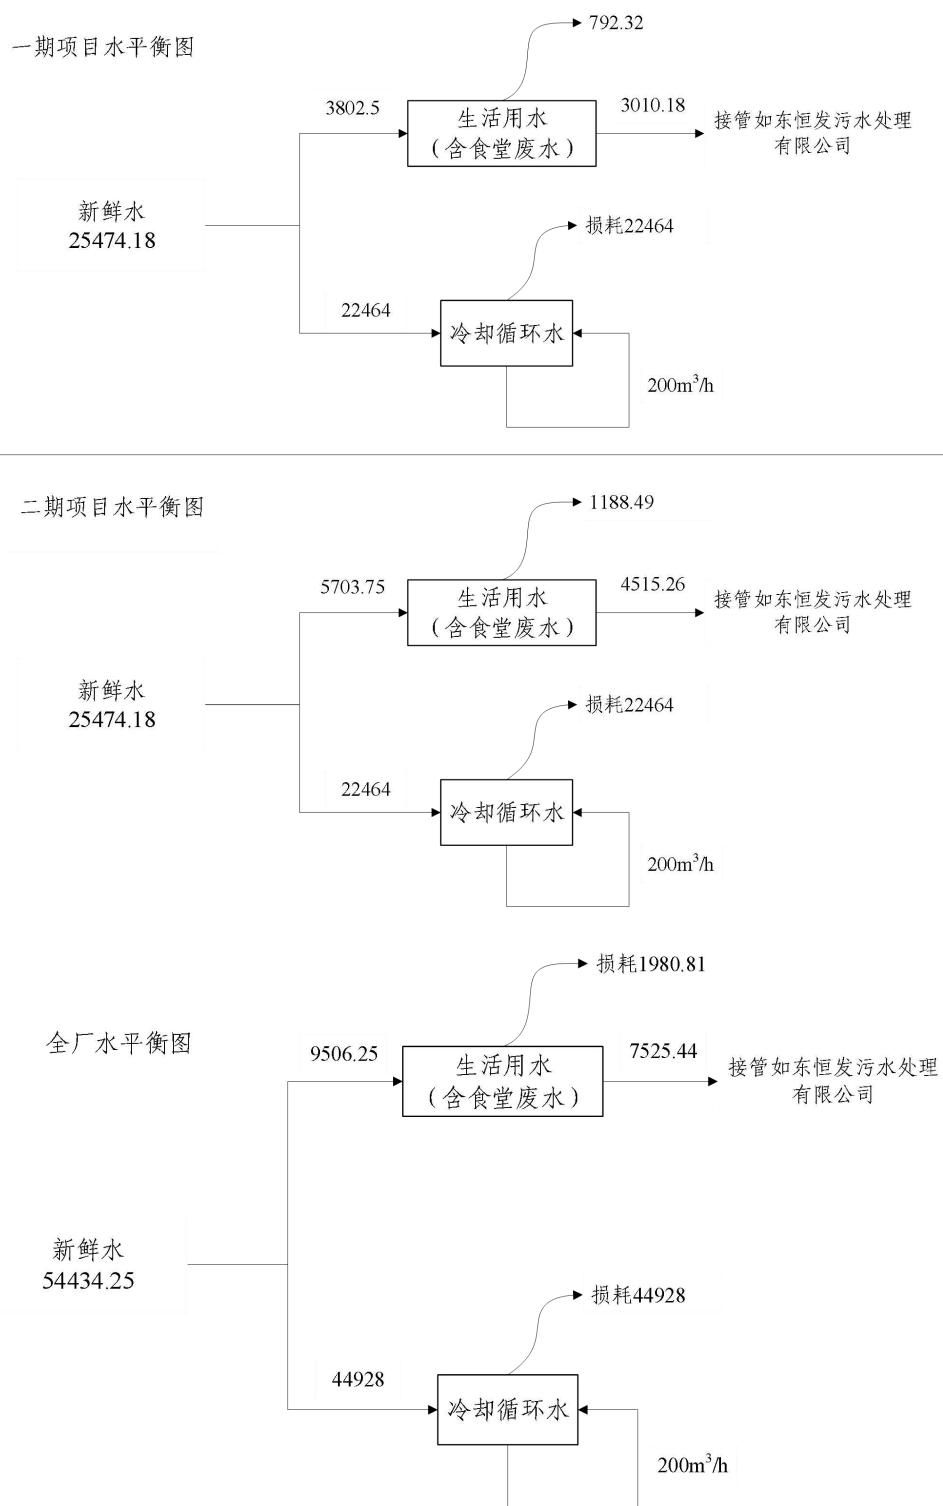 792.32
一期项目水平衡图
3802.5
生活用水
（含食堂废水）
3010.18
接管如东恒发污水处理
有限公司
新鲜水
25474.18
损耗22464
22464
冷却循环水
200m³/h
二期项目水平衡图
1188.49
5703.75
生活用水
（含食堂废水）
4515.26
接管如东恒发污水处理
有限公司
新鲜水
25474.18
损耗22464
22464
冷却循环水
200m³/h
损耗1980.81
全厂水平衡图
9506.25
生活用水
（含食堂废水）
7525.44
接管如东恒发污水处理
有限公司
新鲜水
54434.25
损耗44928
44928
冷却循环水
200m³/h